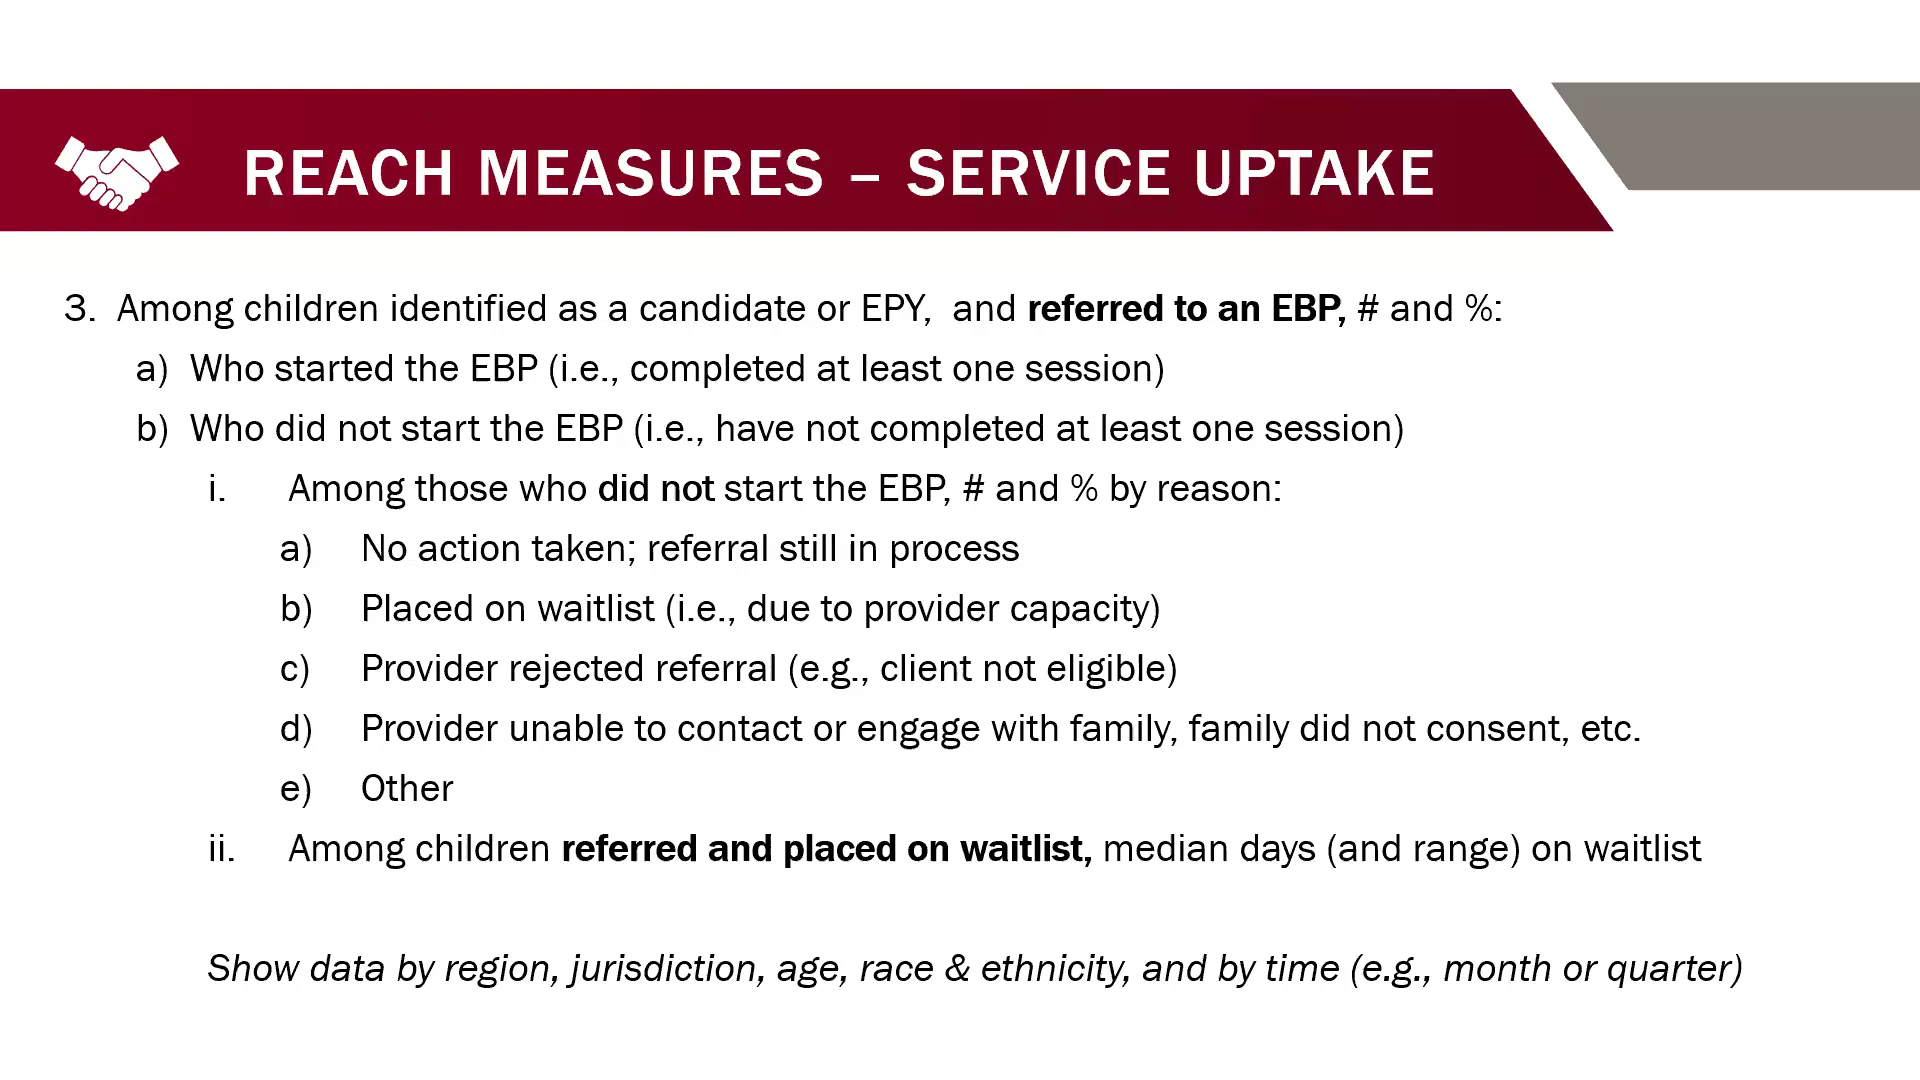 REACH MEASURES – SERVICE UPTAKE
3. Among children identified as a candidate or EPY, and referred to an EBP, # and %:
a) Who started the EBP (i.e., completed at least one session)
b) Who did not start the EBP (i.e., have not completed at least one session)
i. Among those who did not start the EBP, # and % by reason:
a) No action taken; referral still in process
b) Placed on waitlist (i.e., due to provider capacity)
c) Provider rejected referral (e.g., client not eligible)
d) Provider unable to contact or engage with family, family did not consent, etc.
e) Other
ii. Among children referred and placed on waitlist, median days (and range) on waitlist
Show data by region, jurisdiction, age, race & ethnicity, and by time (e.g., month or quarter)